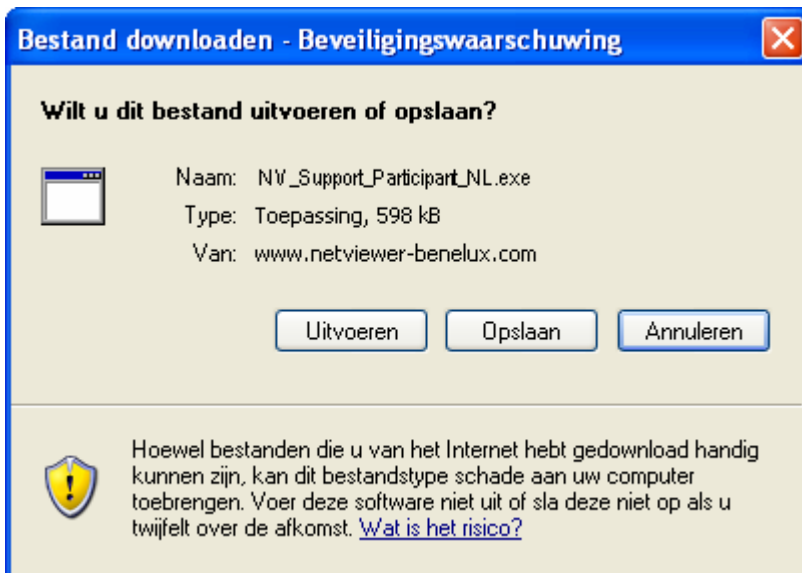 Bestand downloaden - Beveiligingswaarschuwing
Wilt u dit bestand uitvoeren of opslaan?
Naam: NV_Support_Participant_NL.exe
Type: Toepassing, 598 kB
Van: www.netviewer-benelux.com
Uitvoeren Opslaan Annuleren
Hoewel bestanden die u van het Internet hebt gedownload handig
kunnen zijn, kan dit bestandstype schade aan uw computer
toebrengen. Voer deze software niet uit of sla deze niet op als u
twijfelt over de afkomst. Wat is het risico?